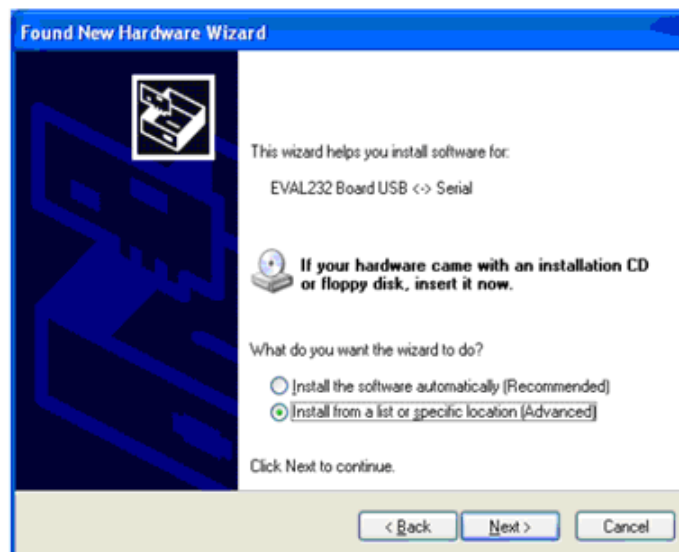 Found New Hardware Wizard
This wizard helps you install software for:
EVAL232 Board USB <-> Serial
If your hardware came with an installation CD
or floppy disk, insert it now.
What do you want the wizard to do?
Install the software automatically (Recommended)
Install from a list or specific location (Advanced)
Click Next to continue.
< Back
Next >
Cancel